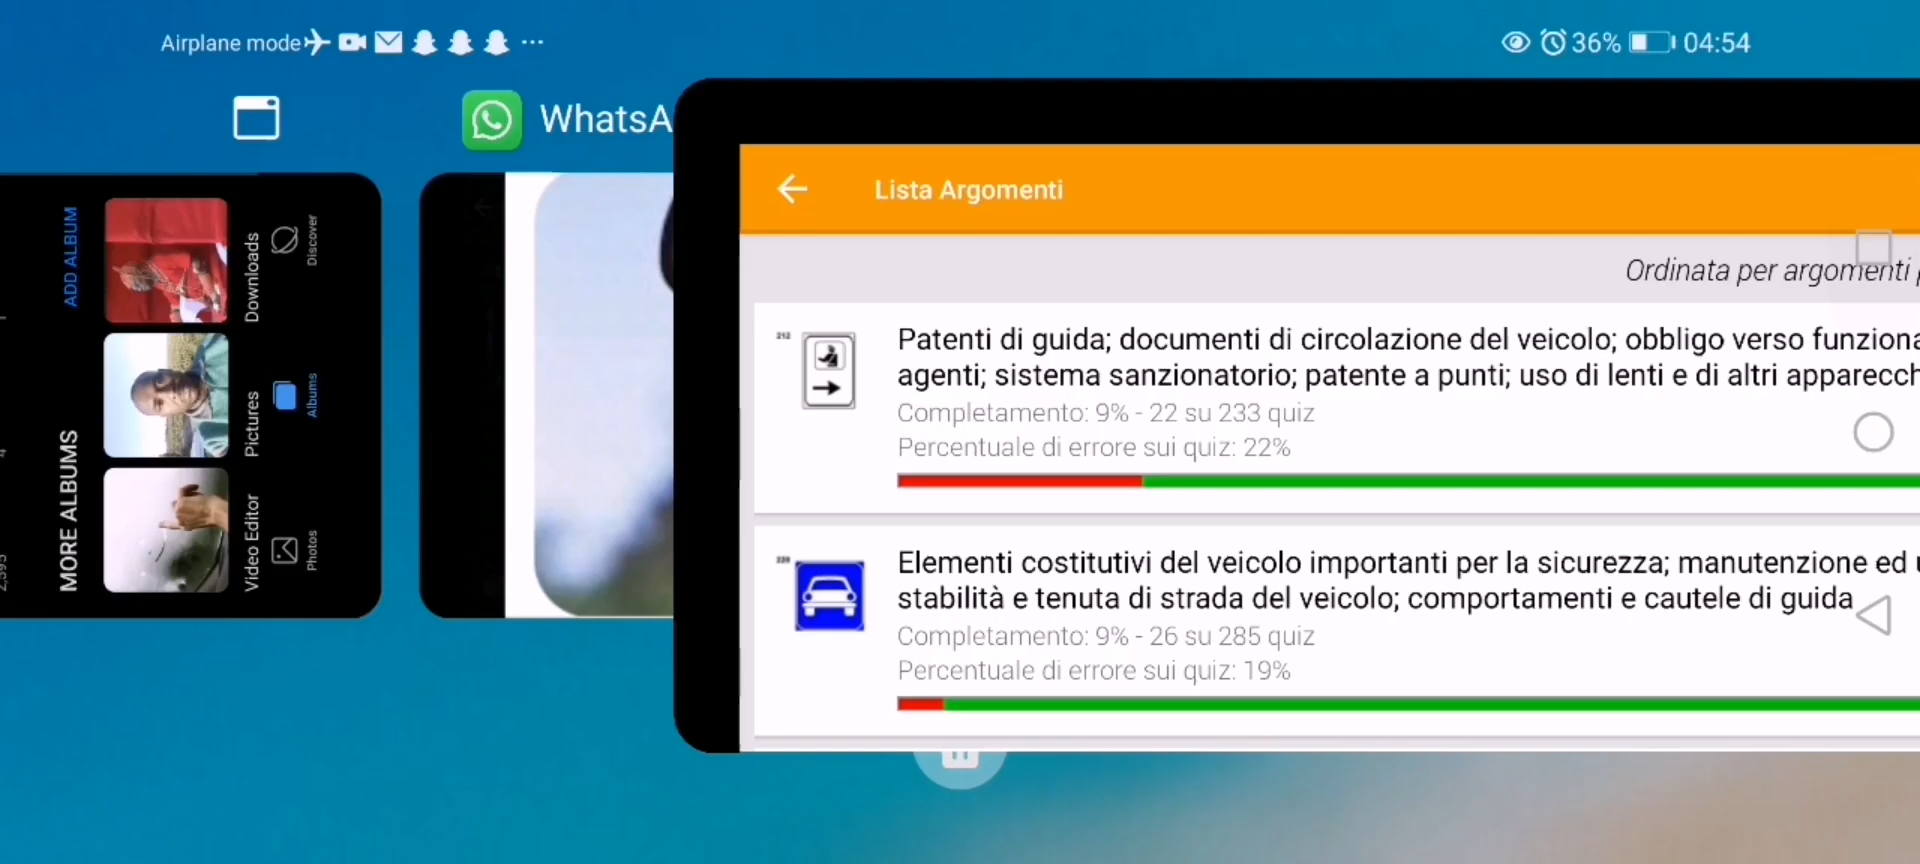 Airplane mode
36%
04:54
WhatsA
ADD ALBUM
MORE ALBUMS
Downloads
Pictures
Video Editor
Discover
Albums
Photos
4
2,595
Lista Argomenti
Ordinata per argomenti
212
Patenti di guida; documenti di circolazione del veicolo; obbligo verso funziona
agenti; sistema sanzionatorio; patente a punti; uso di lenti e di altri apparecch
Completamento: 9% - 22 su 233 quiz
Percentuale di errore sui quiz: 22%
Elementi costitutivi del veicolo importanti per la sicurezza; manutenzione ed
stabilità e tenuta di strada del veicolo; comportamenti e cautele di guida
Completamento: 9% - 26 su 285 quiz
Percentuale di errore sui quiz: 19%